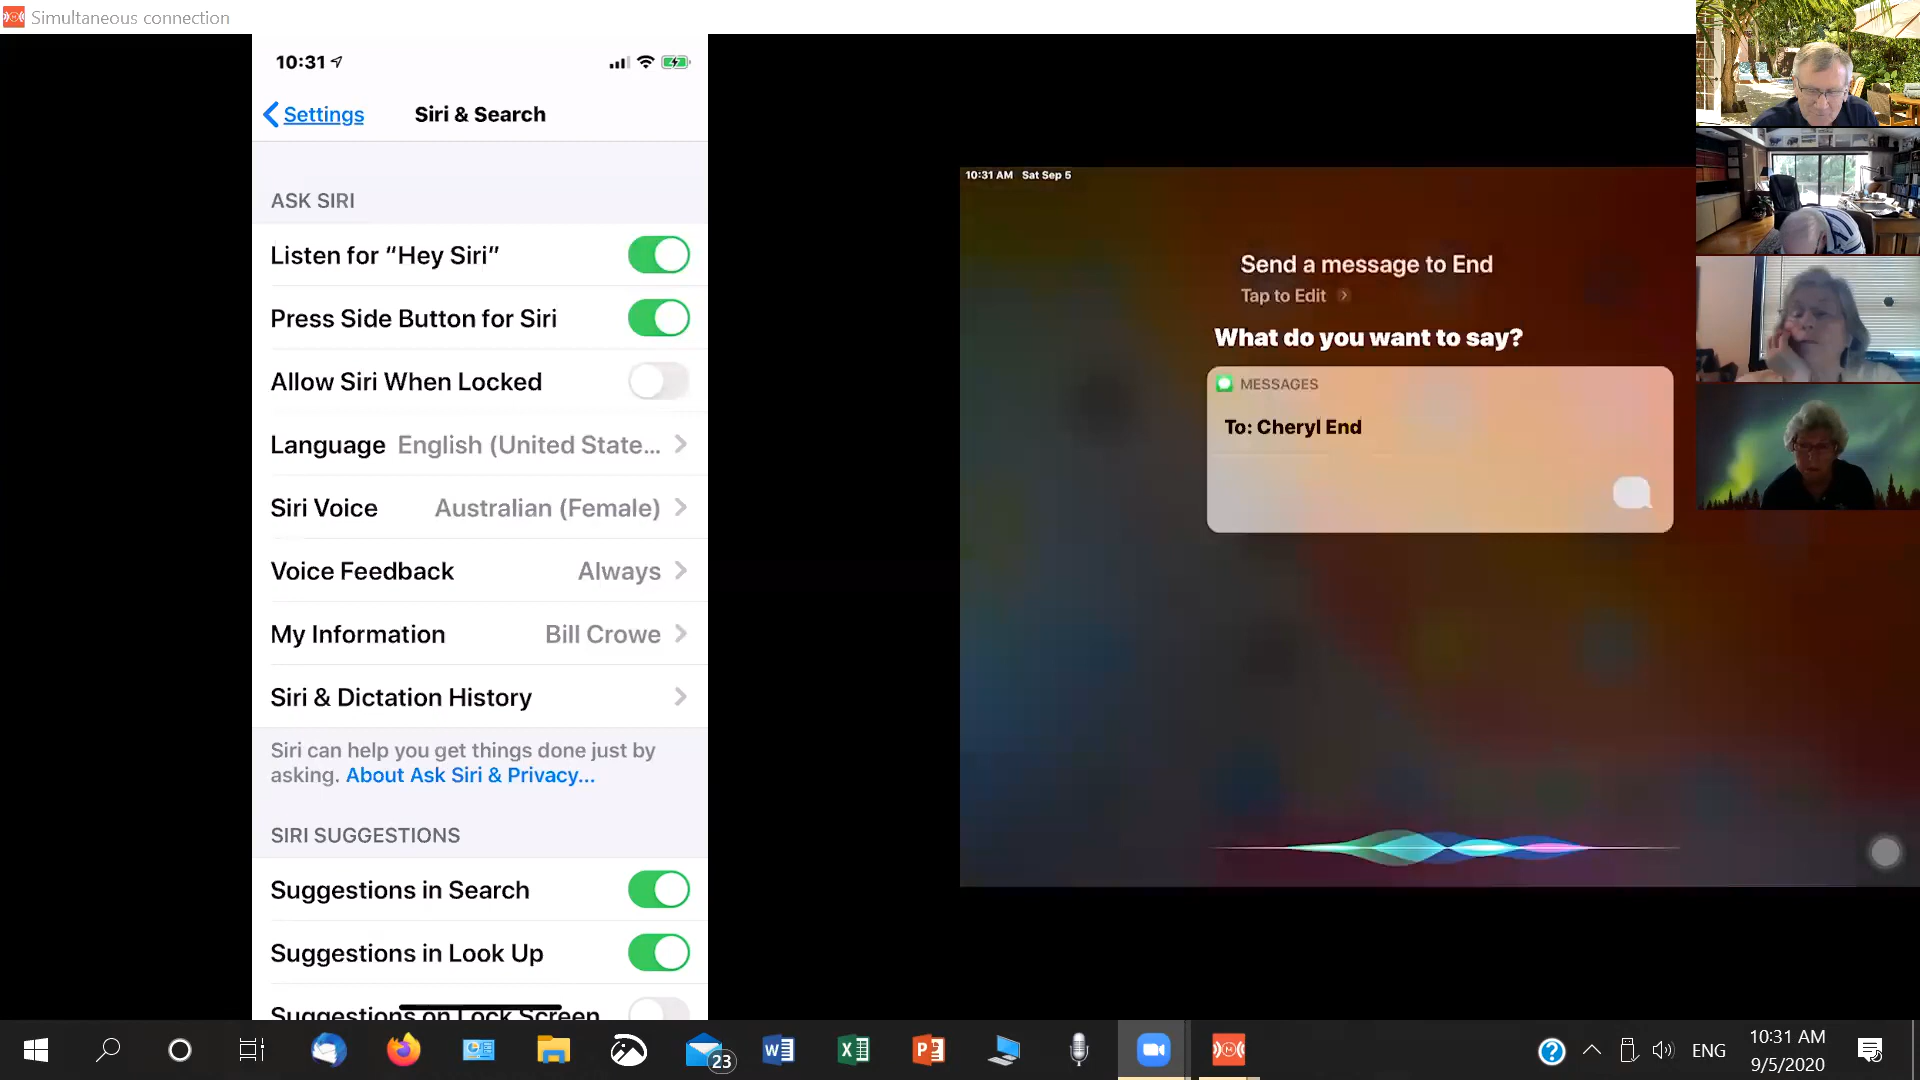 Simultaneous connection
10:31
Settings
Siri & Search
ASK SIRI
Listen for “Hey Siri”
Press Side Button for Siri
Allow Siri When Locked
Language English (United State...
Siri Voice Australian (Female)
Voice Feedback Always
My Information Bill Crowe
Siri & Dictation History
Siri can help you get things done just by
asking. About Ask Siri & Privacy...
SIRI SUGGESTIONS
Suggestions in Search
Suggestions in Look Up
Suggestions on Lock Screen
10:31 AM Sat Sep 5
Send a message to End
Tap to Edit
What do you want to say?
MESSAGES
To: Cheryl End
23
ENG
10:31 AM
9/5/2020